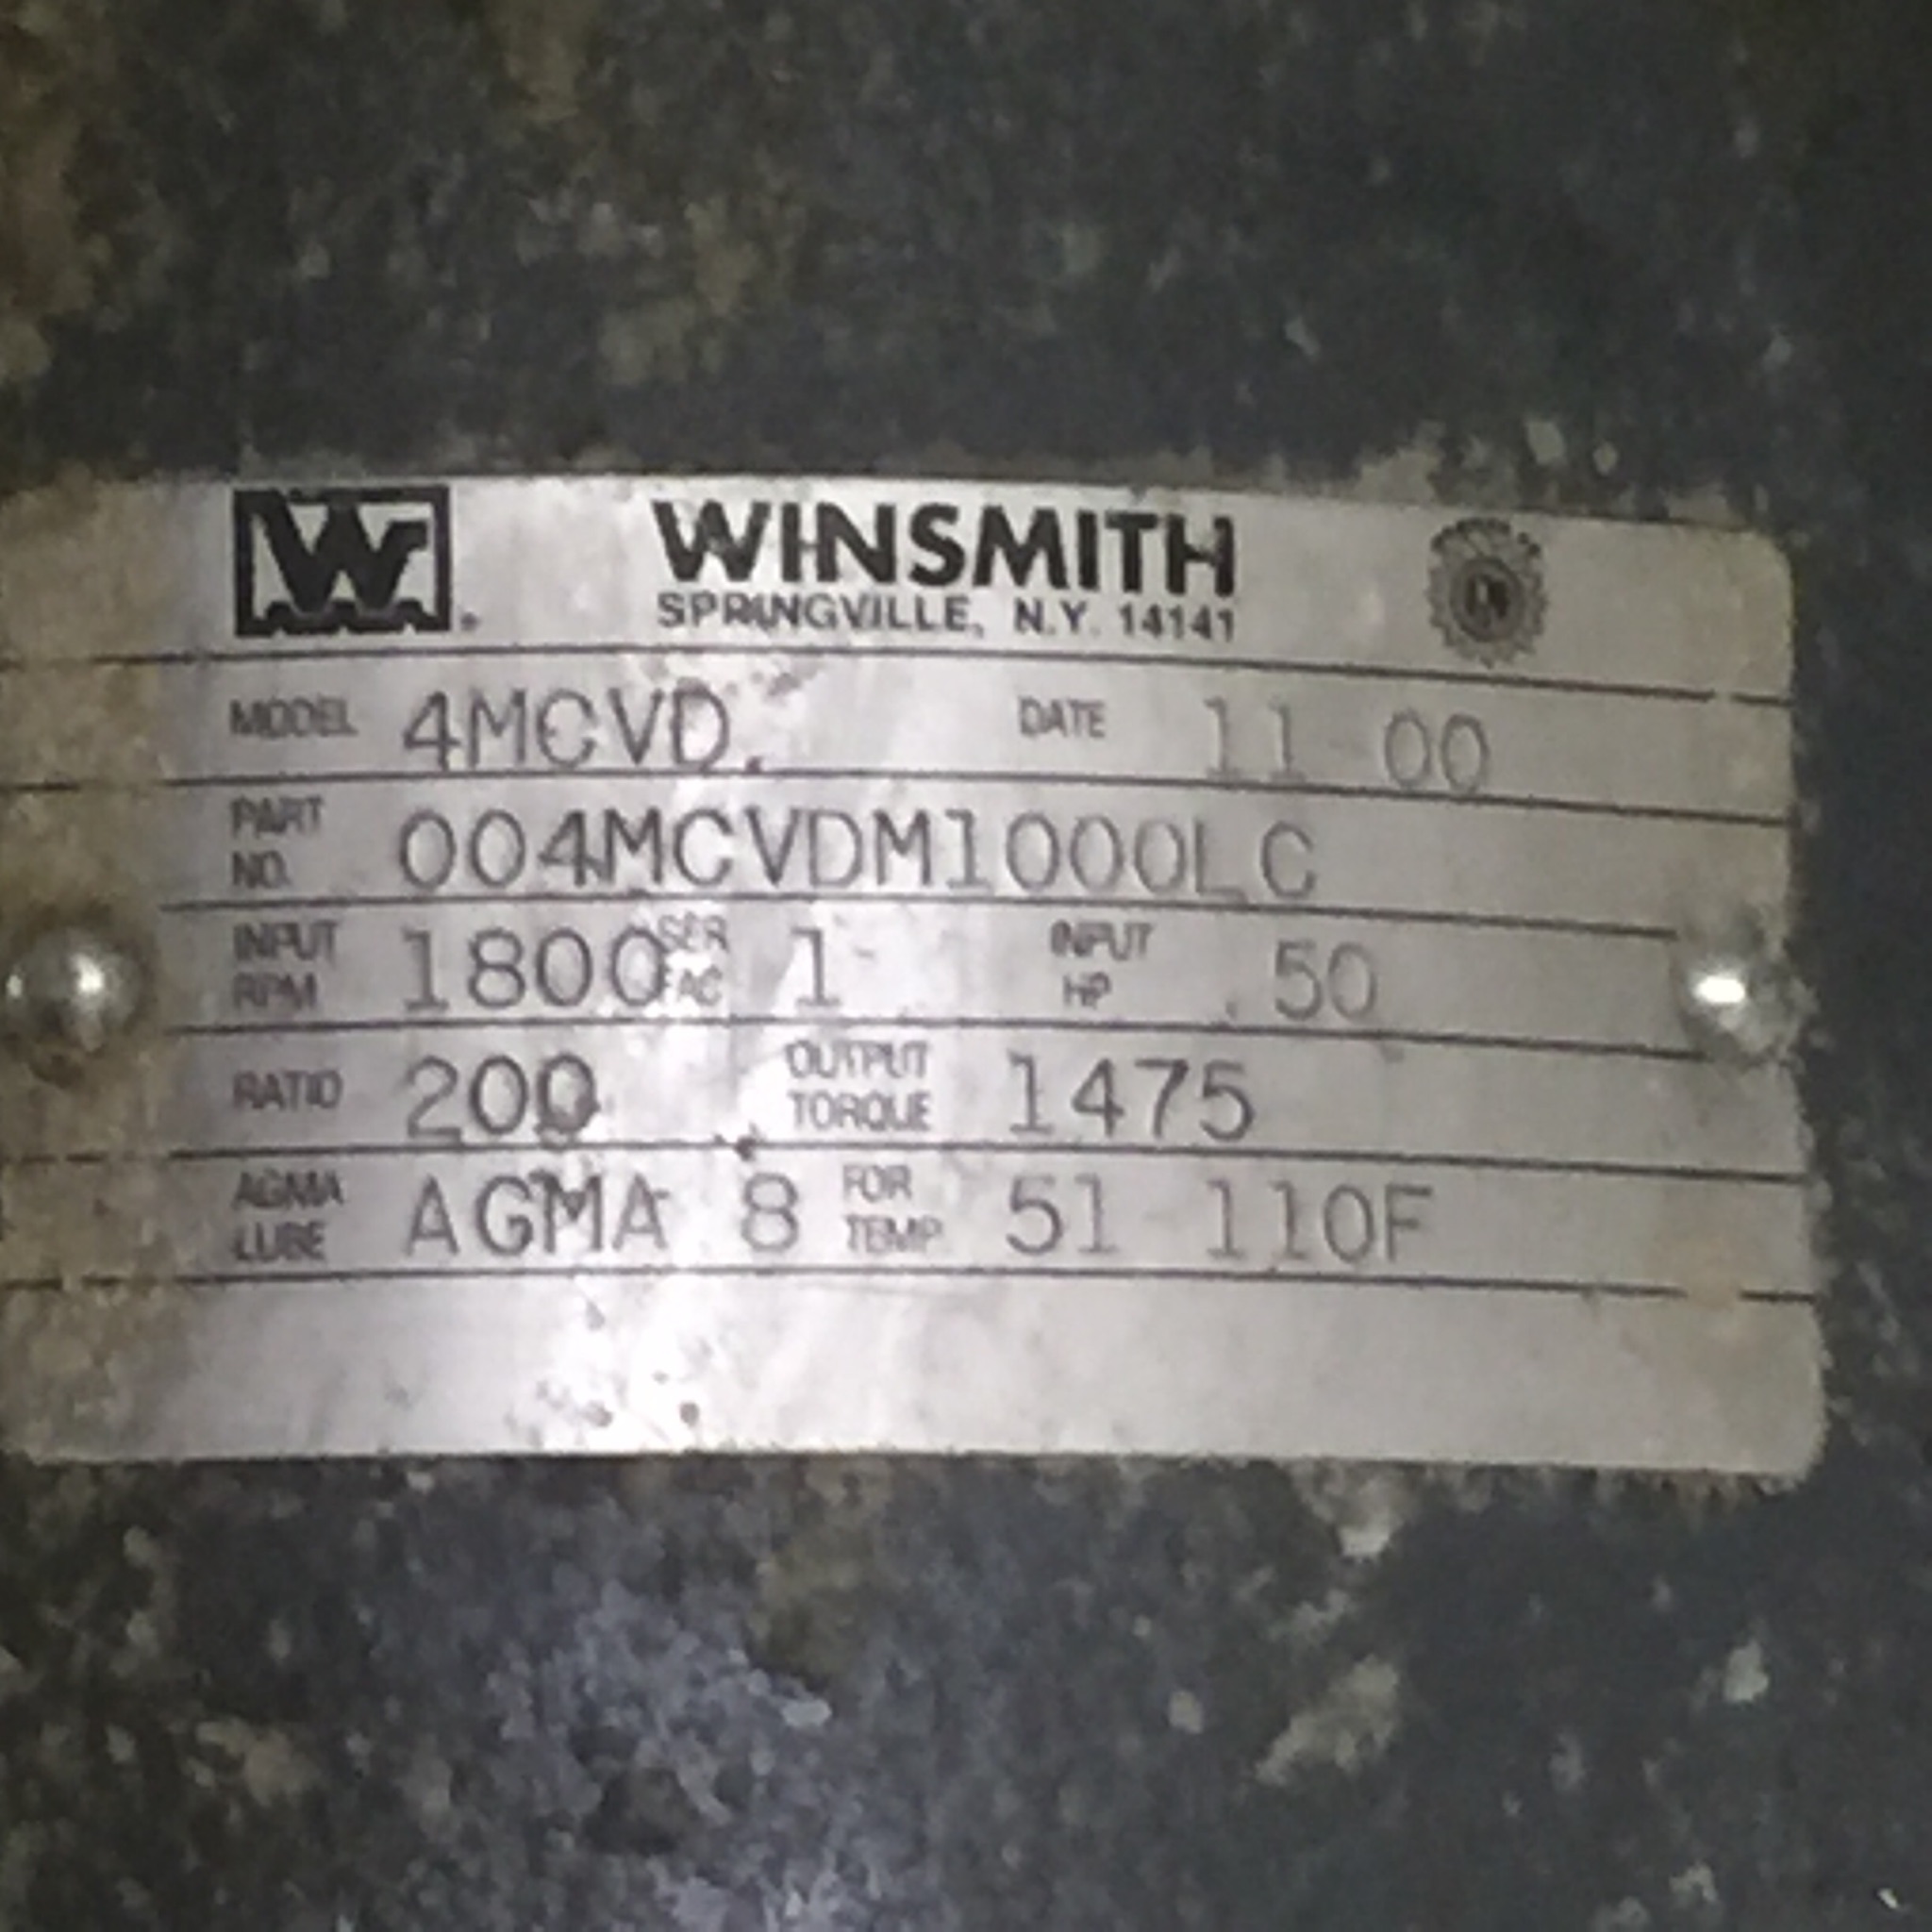 W
WINSMITH
SPRINGVILLE, N.Y. 14141
MODEL 4MCVD. DATE 11 00
PART NO. 004MCVDM1000LC
INPUT RPM 1800 SER FAC 1 INPUT HP .50
RATIO 200 OUTPUT TORQUE 1475
AGMA LUBE AGMA 8 FOR TEMP 51 110F